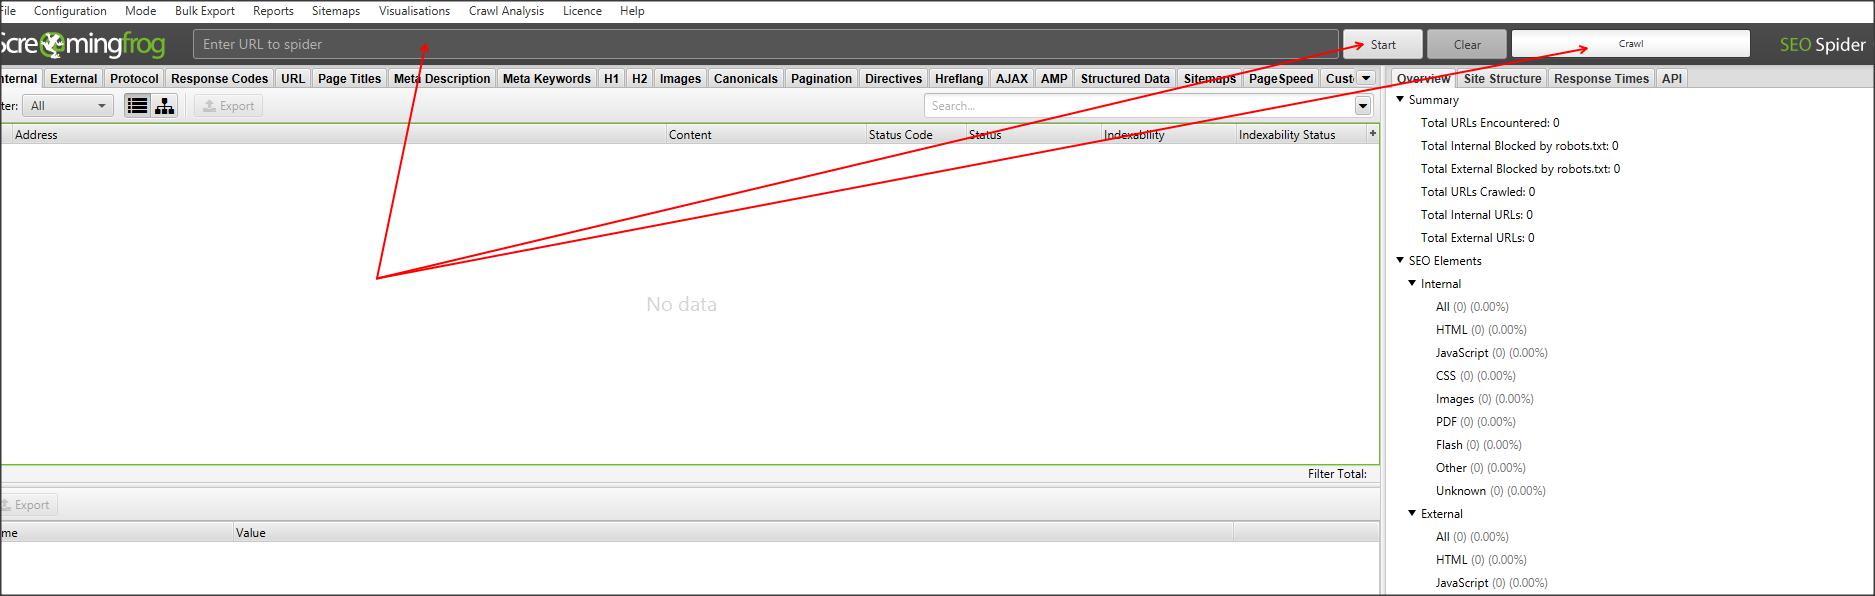 File Configuration Mode Bulk Export Reports Sitemaps Visualisations Crawl Analysis Licence Help
Screamingfrog Enter URL to spider Start Clear Crawl SEO Spider
nternal External Protocol Response Codes URL Page Titles Meta Description Meta Keywords H1 H2 Images Canonicals Pagination Directives Hreflang AJAX AMP Structured Data Sitemaps PageSpeed Cust
Overview Site Structure Response Times API
ter: All Export Search...
Address Content Status Code Status Indexability Indexability Status +
No data
Filter Total:
Export
me Value
Summary
Total URLs Encountered: 0
Total Internal Blocked by robots.txt: 0
Total External Blocked by robots.txt: 0
Total URLs Crawled: 0
Total Internal URLs: 0
Total External URLs: 0
SEO Elements
Internal
All (0) (0.00%)
HTML (0) (0.00%)
JavaScript (0) (0.00%)
CSS (0) (0.00%)
Images (0) (0.00%)
PDF (0) (0.00%)
Flash (0) (0.00%)
Other (0) (0.00%)
Unknown (0) (0.00%)
External
All (0) (0.00%)
HTML (0) (0.00%)
JavaScript (0) (0.00%)